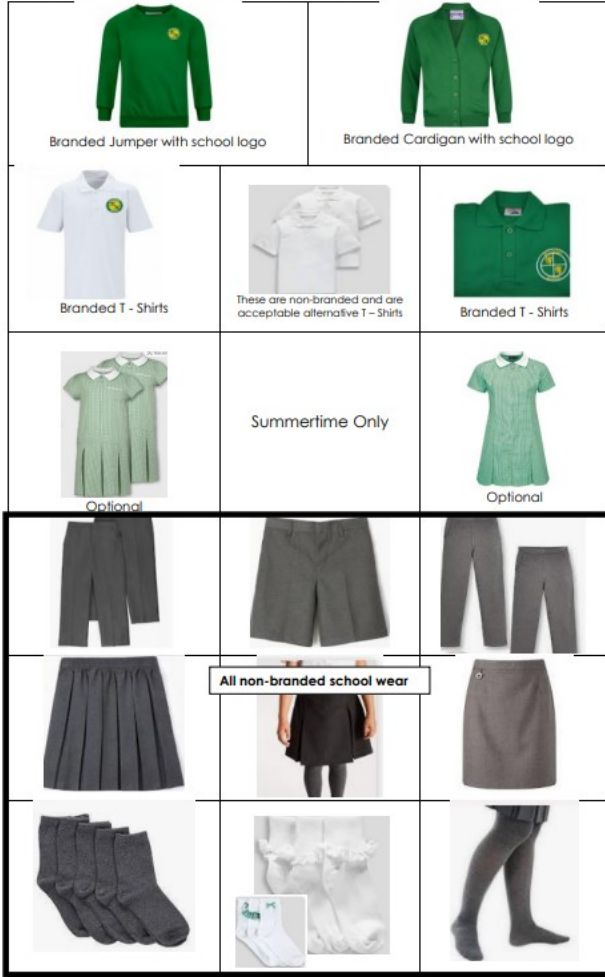 Branded Jumper with school logo
Branded Cardigan with school logo
Branded T - Shirts
These are non-branded and are
acceptable alternative T – Shirts
Branded T - Shirts
Summertime Only
Optional
Optional
All non-branded school wear